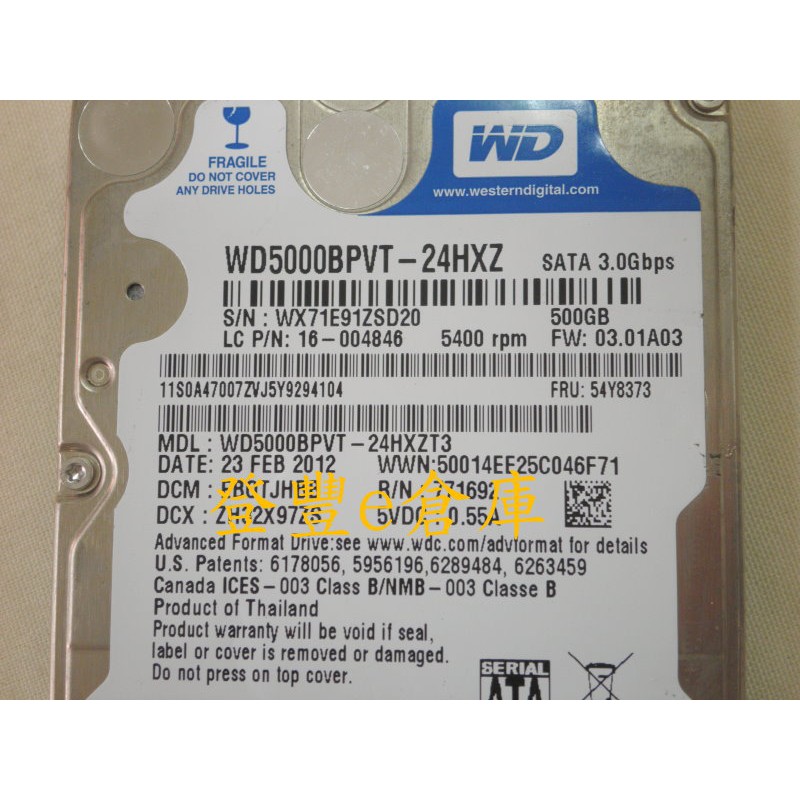 FRAGILE
DO NOT COVER
ANY DRIVE HOLES
WD
www.westerndigital.com
WD5000BPVT-24HXZ SATA 3.0Gbps
S/N : WX71E91ZSD20 500GB
LC P/N: 16-004846 5400 rpm FW: 03.01A03
11S0A47007ZVJ5Y9294104 FRU: 54Y8373
MDL : WD5000BPVT-24HXZT3
DATE: 23 FEB 2012 WWN:50014EE25C046F71
DCM : R/N :
DCX : 5VDC 0.55A
登豐e倉庫
Advanced Format Drive:see www.wdc.com/advformat for details
U.S. Patents: 6178056, 5956196,6289484, 6263459
Canada ICES-003 Class B/NMB-003 Classe B
Product of Thailand
Product warranty will be void if seal,
label or cover is removed or damaged.
Do not press on top cover.
SERIAL
ATA